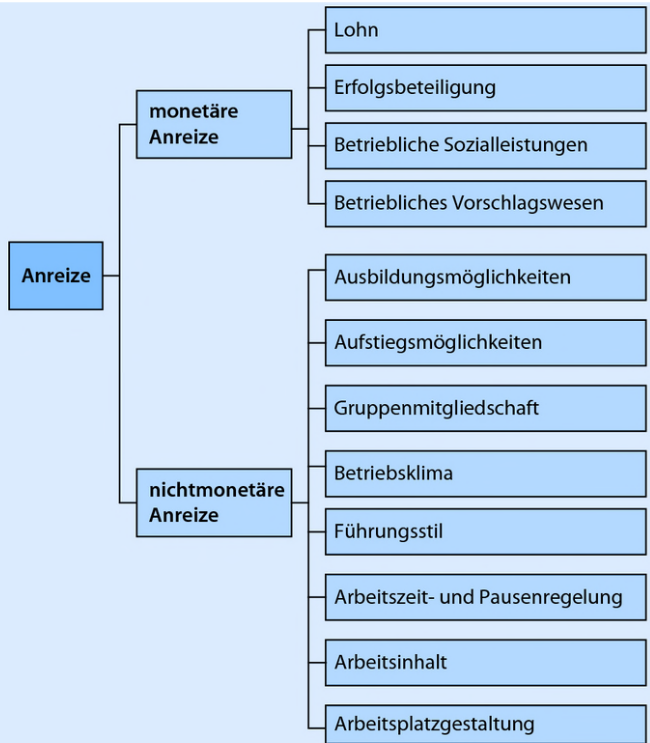 Anreize
monetäre
Anreize
Lohn
Erfolgsbeteiligung
Betriebliche Sozialleistungen
Betriebliches Vorschlagswesen
nichtmonetäre
Anreize
Ausbildungsmöglichkeiten
Aufstiegsmöglichkeiten
Gruppenmitgliedschaft
Betriebsklima
Führungsstil
Arbeitszeit- und Pausenregelung
Arbeitsinhalt
Arbeitsplatzgestaltung